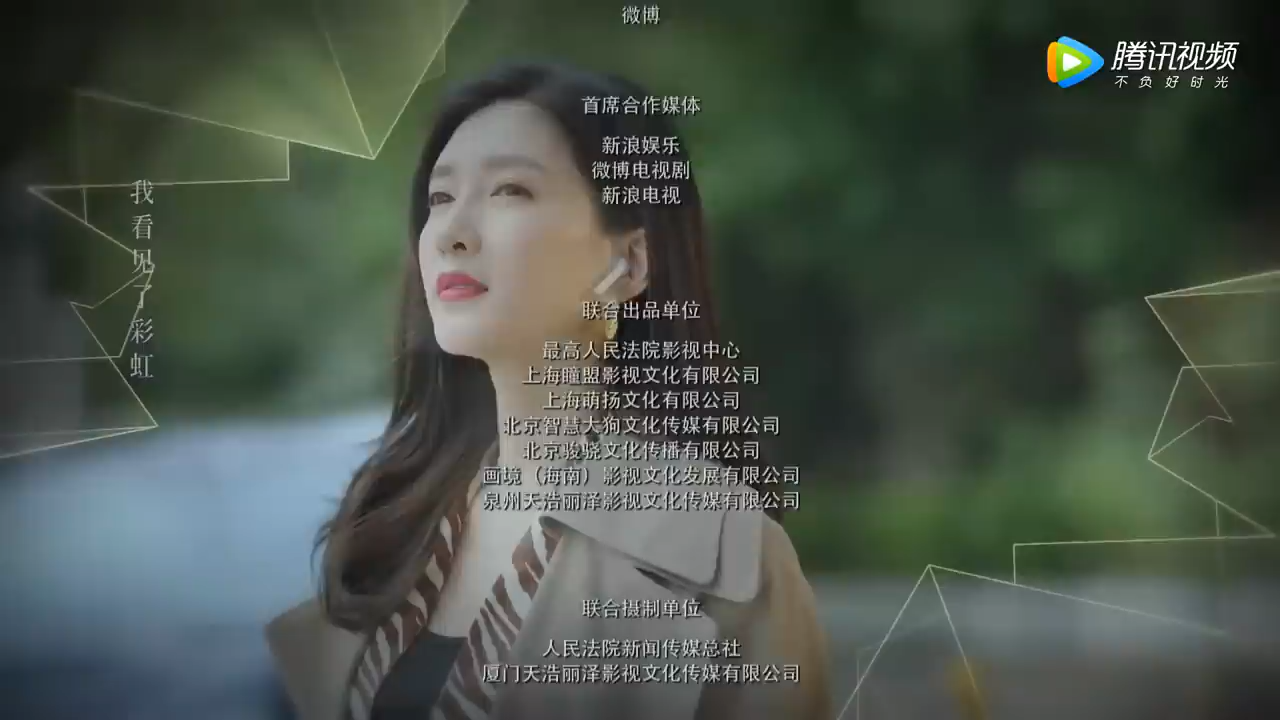 微博
腾讯视频
不负好时光
首席合作媒体
新浪娱乐
微博电视剧
新浪电视
我看见了彩虹
联合出品单位
最高人民法院影视中心
上海瞳盟影视文化有限公司
上海萌扬文化有限公司
北京智慧大狗文化传媒有限公司
北京骏骁文化传播有限公司
画境（海南）影视文化发展有限公司
泉州天浩丽泽影视文化传媒有限公司
联合摄制单位
人民法院新闻传媒总社
厦门天浩丽泽影视文化传媒有限公司